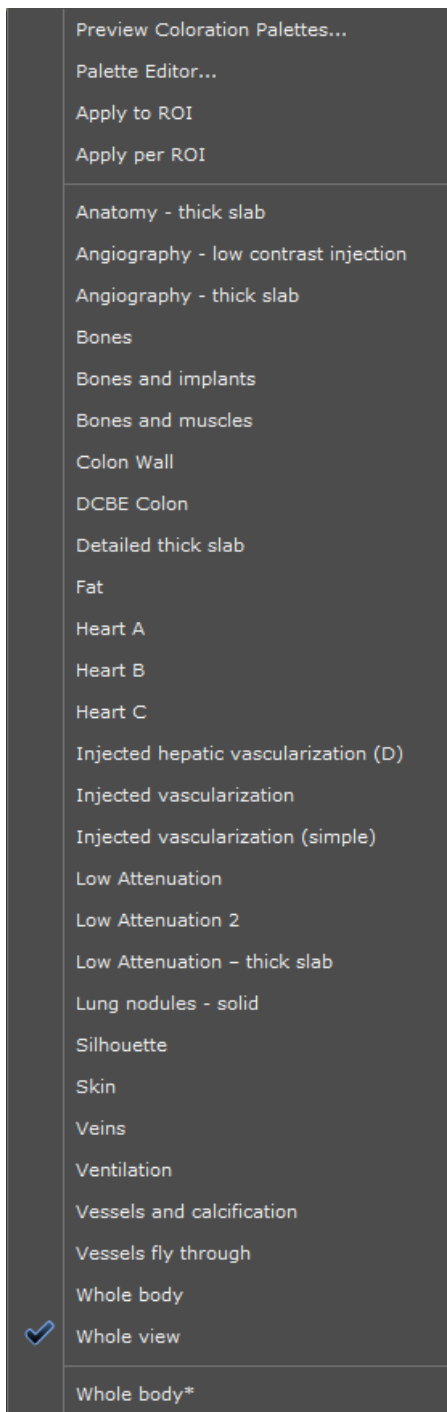 Preview Coloration Palettes...
Palette Editor...
Apply to ROI
Apply per ROI
Anatomy - thick slab
Angiography - low contrast injection
Angiography - thick slab
Bones
Bones and implants
Bones and muscles
Colon Wall
DCBE Colon
Detailed thick slab
Fat
Heart A
Heart B
Heart C
Injected hepatic vascularization (D)
Injected vascularization
Injected vascularization (simple)
Low Attenuation
Low Attenuation 2
Low Attenuation – thick slab
Lung nodules - solid
Silhouette
Skin
Veins
Ventilation
Vessels and calcification
Vessels fly through
Whole body
Whole view
Whole body*